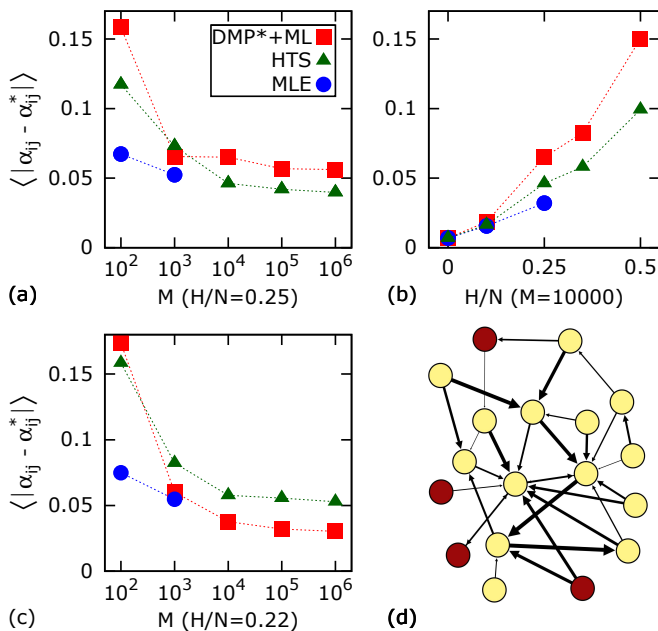 0.15
0.1
0.05
0
⟨|α_ij - α*_ij|⟩
DMP*+ML
HTS
MLE
10^2 10^3 10^4 10^5 10^6
(a) M (H/N=0.25)
0.15
0.1
0.05
0
0 0.25 0.5
(b) H/N (M=10000)
0.15
0.1
0.05
0
⟨|α_ij - α*_ij|⟩
10^2 10^3 10^4 10^5 10^6
(c) M (H/N=0.22)
(d)